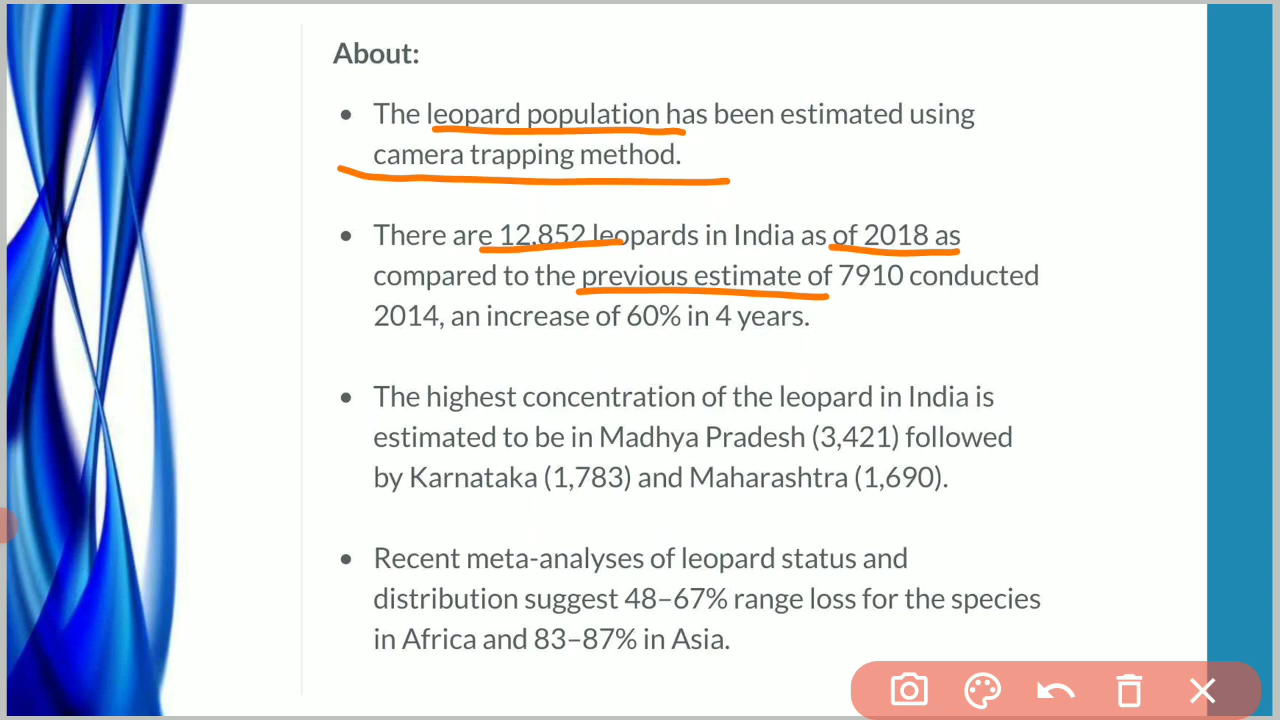 About:
• The leopard population has been estimated using
camera trapping method.
• There are 12,852 leopards in India as of 2018 as
compared to the previous estimate of 7910 conducted
2014, an increase of 60% in 4 years.
• The highest concentration of the leopard in India is
estimated to be in Madhya Pradesh (3,421) followed
by Karnataka (1,783) and Maharashtra (1,690).
• Recent meta-analyses of leopard status and
distribution suggest 48–67% range loss for the species
in Africa and 83–87% in Asia.